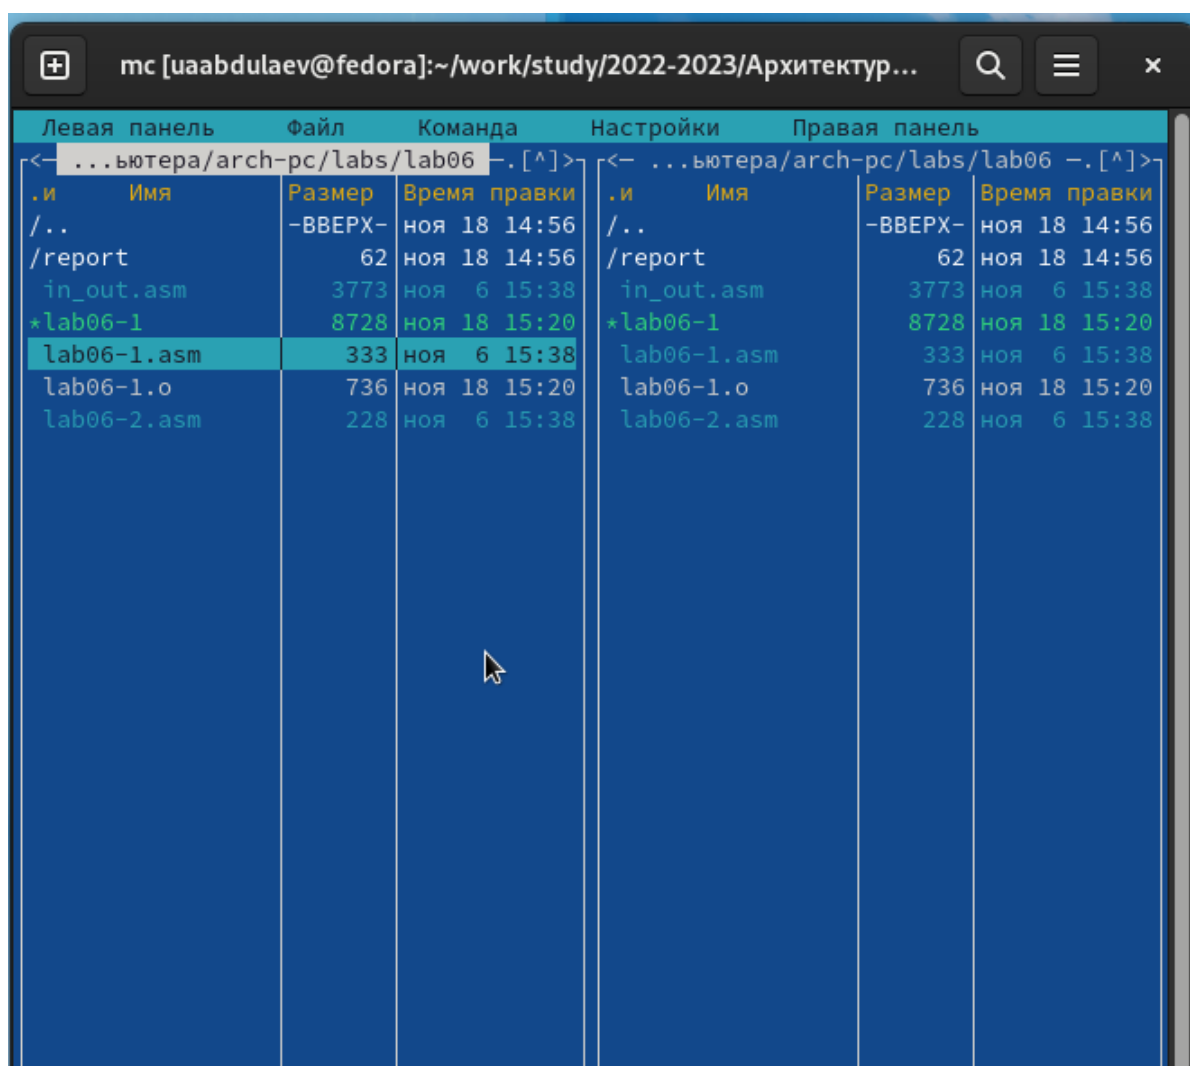 mc [uaabdulaev@fedora]:~/work/study/2022-2023/Архитектур...
Левая панель Файл Команда Настройки Правая панель
<— ...ьютера/arch-pc/labs/lab06 —.[^]> <— ...ьютера/arch-pc/labs/lab06 —.[^]>
.и Имя Размер Время правки .и Имя Размер Время правки
/.. -ВВЕРХ- ноя 18 14:56 /.. -ВВЕРХ- ноя 18 14:56
/report 62 ноя 18 14:56 /report 62 ноя 18 14:56
in_out.asm 3773 ноя 6 15:38 in_out.asm 3773 ноя 6 15:38
*lab06-1 8728 ноя 18 15:20 *lab06-1 8728 ноя 18 15:20
lab06-1.asm 333 ноя 6 15:38 lab06-1.asm 333 ноя 6 15:38
lab06-1.o 736 ноя 18 15:20 lab06-1.o 736 ноя 18 15:20
lab06-2.asm 228 ноя 6 15:38 lab06-2.asm 228 ноя 6 15:38